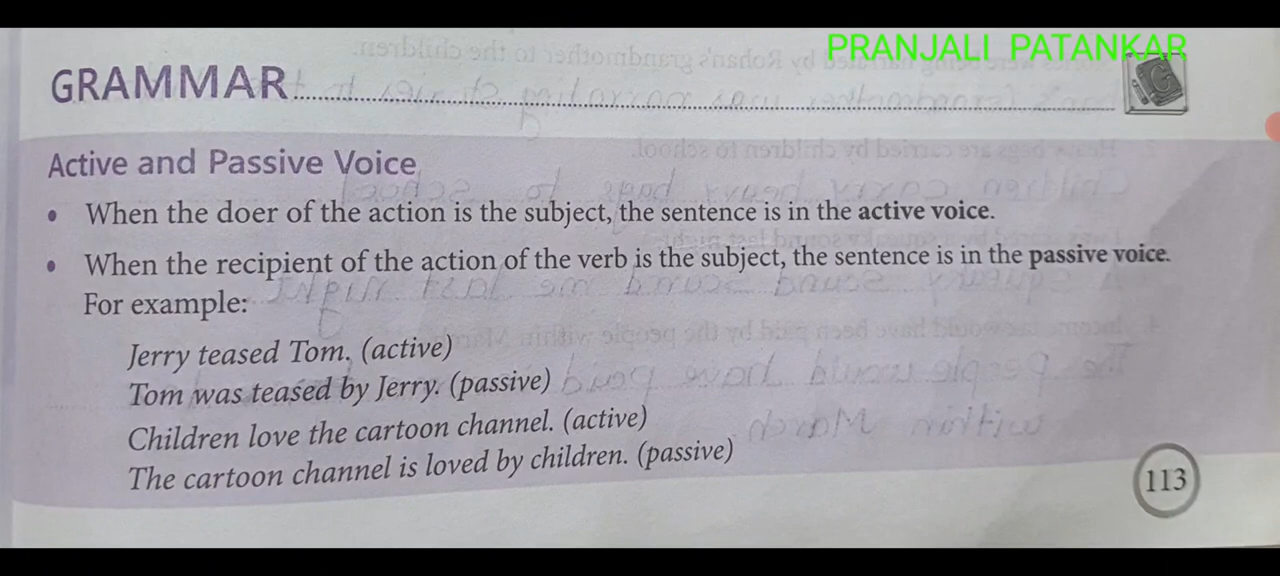 PRANJALI PATANKAR
GRAMMAR
Active and Passive Voice
• When the doer of the action is the subject, the sentence is in the active voice.
• When the recipient of the action of the verb is the subject, the sentence is in the passive voice.
For example:
Jerry teased Tom. (active)
Tom was teased by Jerry. (passive)
Children love the cartoon channel. (active)
The cartoon channel is loved by children. (passive)
113